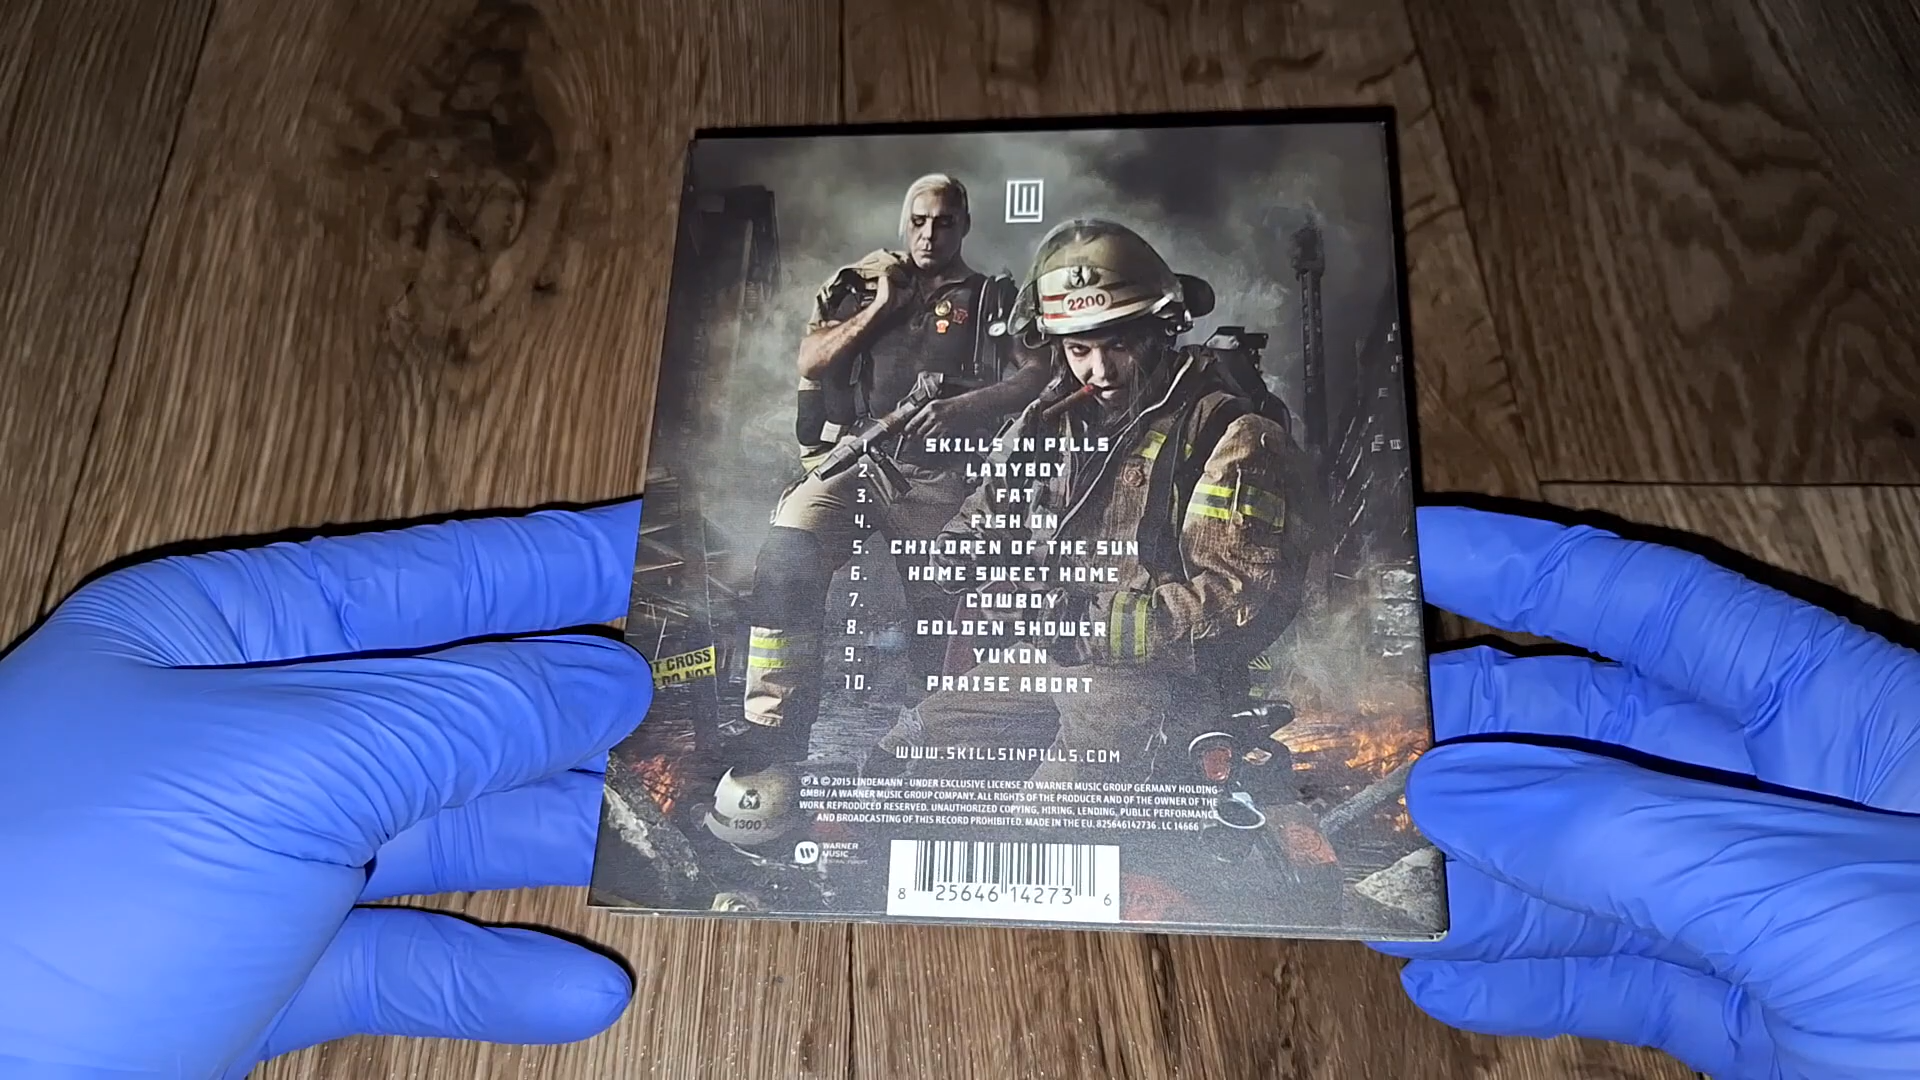 2200
1. SKILLS IN PILLS
2. LADYBOY
3. FAT
4. FISH ON
5. CHILDREN OF THE SUN
6. HOME SWEET HOME
7. COWBOY
8. GOLDEN SHOWER
9. YUKON
10. PRAISE ABORT
T CROSS
DO NOT
WWW.SKILLSINPILLS.COM
℗ & © 2015 LINDEMANN - UNDER EXCLUSIVE LICENSE TO WARNER MUSIC GROUP GERMANY HOLDING
GMBH / A WARNER MUSIC GROUP COMPANY. ALL RIGHTS OF THE PRODUCER AND OF THE OWNER OF THE
WORK REPRODUCED RESERVED. UNAUTHORIZED COPYING, HIRING, LENDING, PUBLIC PERFORMANCE
AND BROADCASTING OF THIS RECORD PROHIBITED. MADE IN THE EU. 825646142736 . LC 14666
1300
WARNER
MUSIC
8 25646 14273 6